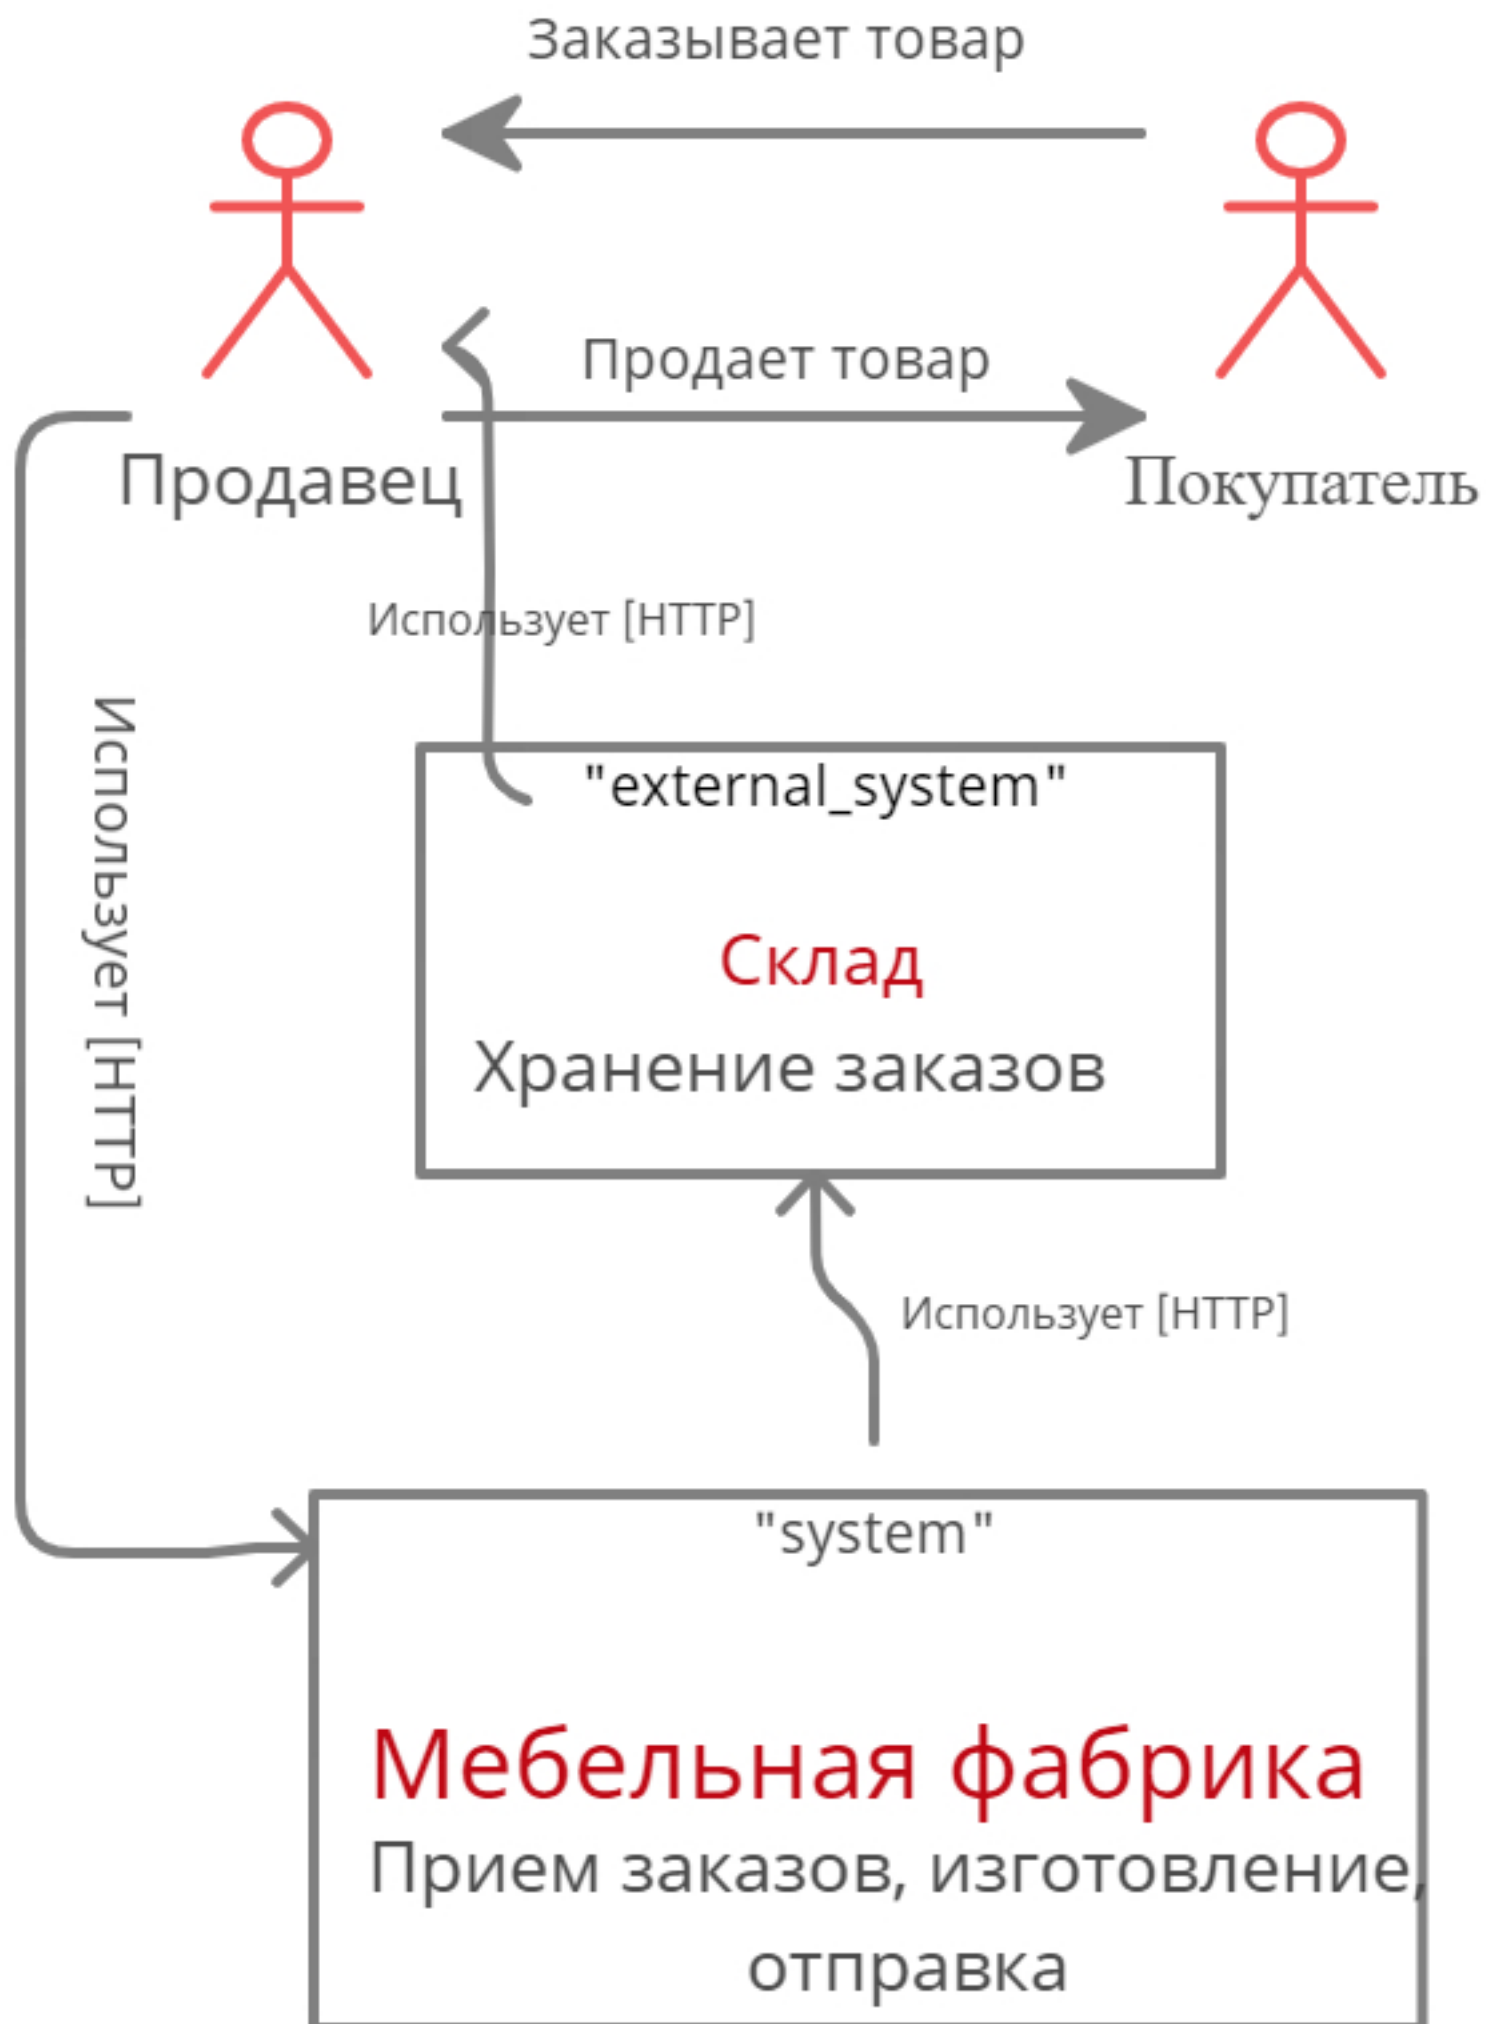 Заказывает товар
Продает товар
Продавец
Покупатель
Использует [HTTP]
Использует [HTTP]
"external_system"
Склад
Хранение заказов
Использует [HTTP]
"system"
Мебельная фабрика
Прием заказов, изготовление,
отправка